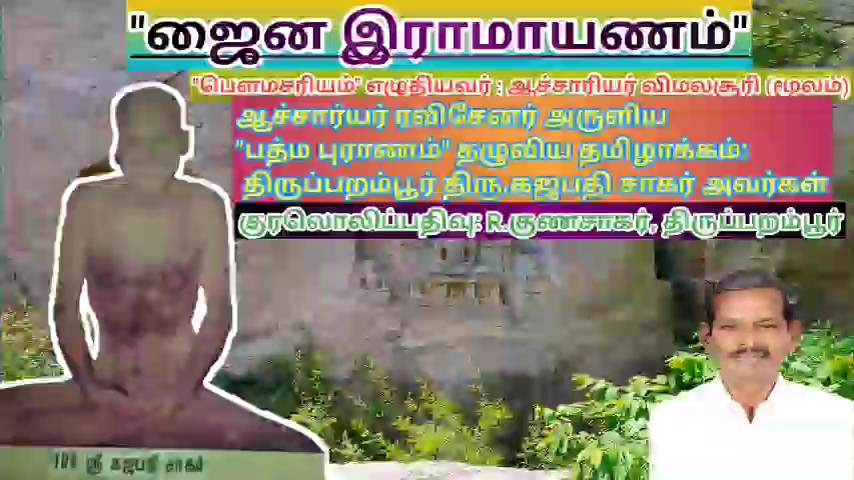 "ஜைன இராமாயணம்"
"பௌமசரியம்" எழுதியவர் : ஆச்சாரியர் விமலசூரி (மூலம்)
ஆச்சார்யர் ரவிசேனர் அருளிய
"பத்ம புராணம்" தழுவிய தமிழாக்கம்:
திருப்பறம்பூர் திரு.கஜபதி சாகர் அவர்கள்
குரலொலிப்பதிவு: R.குணசாகர், திருப்பறம்பூர்
ஸ்ரீ கஜபதி சாகர்